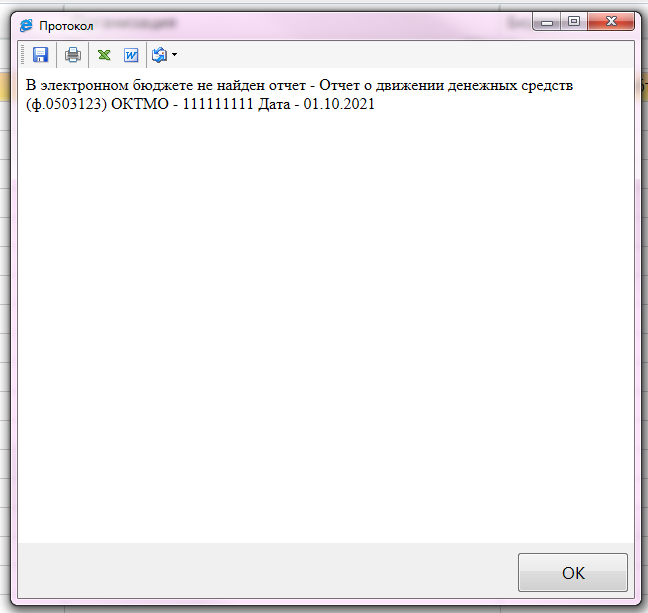 Протокол
В электронном бюджете не найден отчет - Отчет о движении денежных средств
(ф.0503123) ОКТМО - 111111111 Дата - 01.10.2021
OK